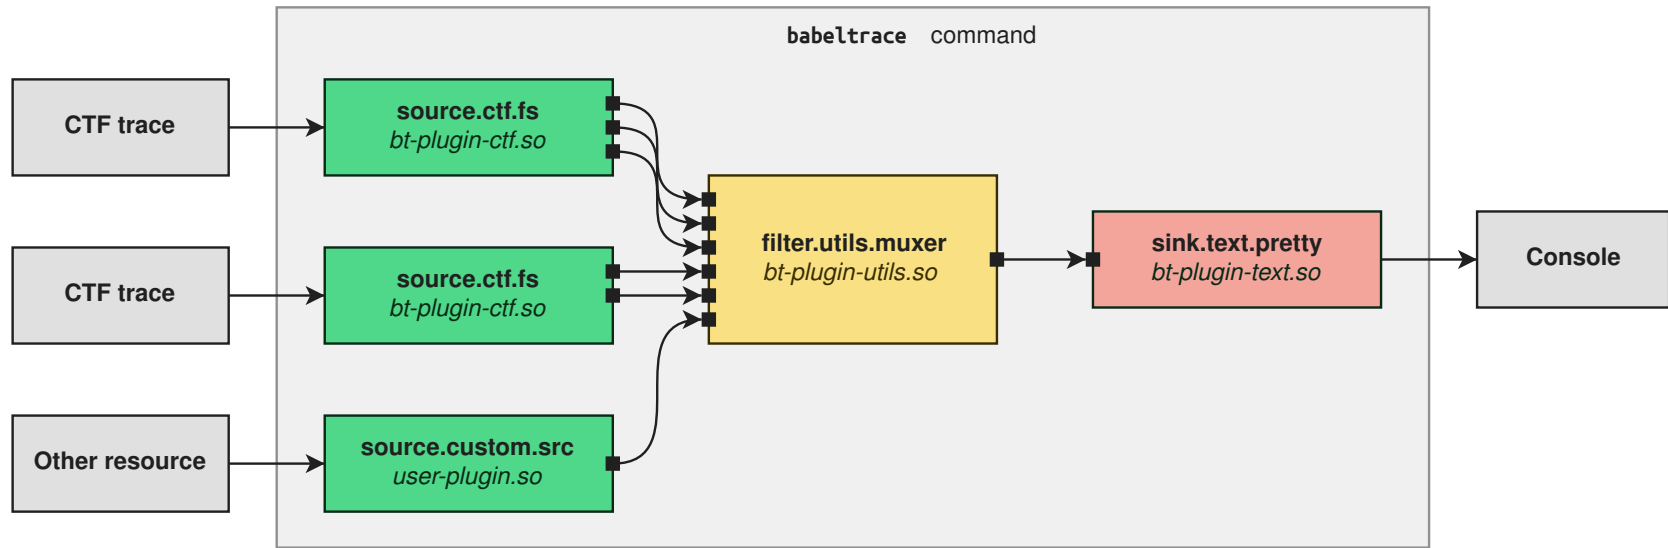 babeltrace command
CTF trace
source.ctf.fs
bt-plugin-ctf.so
CTF trace
source.ctf.fs
bt-plugin-ctf.so
Other resource
source.custom.src
user-plugin.so
filter.utils.muxer
bt-plugin-utils.so
sink.text.pretty
bt-plugin-text.so
Console